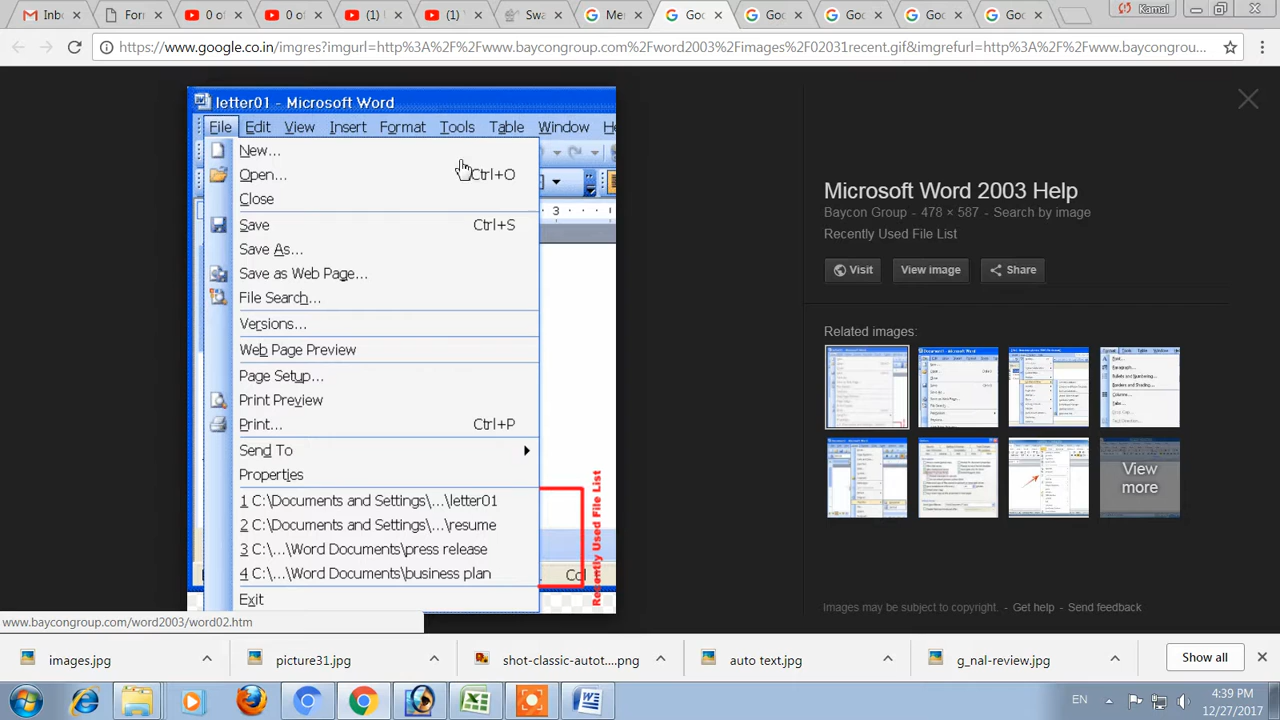 Inb
Forr
0 of
0 of
(1)
(1)
Swa
Mer
Goo
Goo
Goo
Goo
Goo
Kamal
https://www.google.co.in/imgres?imgurl=http%3A%2F%2Fwww.baycongroup.com%2Fword2003%2Fimages%2F02031recent.gif&imgrefurl=http%3A%2F%2Fwww.baycongrou...
letter01 - Microsoft Word
File Edit View Insert Format Tools Table Window He
New...
Open... Ctrl+O
Close
3
Save Ctrl+S
Save As...
Save as Web Page...
File Search...
Versions...
Web Page Preview
Page Setup...
Print Preview
Print... Ctrl+P
Send To
Properties
1 C:\Documents and Settings\...\letter01
2 C:\Documents and Settings\...\resume
3 C:\...\Word Documents\press release
4 C:\...\Word Documents\business plan
Col
Exit
Recently Used File List
Microsoft Word 2003 Help
Baycon Group - 478 × 587 - Search by image
Recently Used File List
Visit View image Share
Related images:
View more
Images may be subject to copyright. - Get help - Send feedback
www.baycongroup.com/word2003/word02.htm
images.jpg picture31.jpg shot-classic-autot....png auto text.jpg g_nal-review.jpg Show all
EN
4:39 PM
12/27/2017